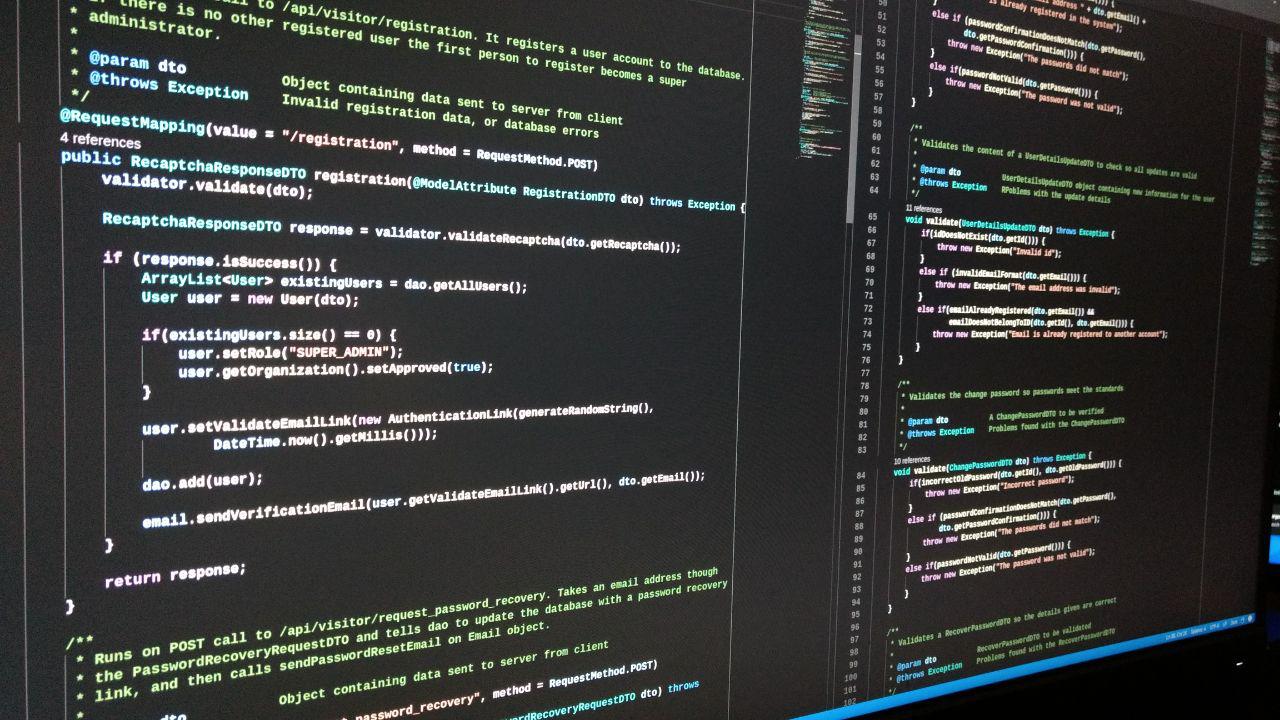 call to /api/visitor/registration. It registers a user account to the database.
* If there is no other registered user the first person to register becomes a super
* administrator.
*
* @param dto Object containing data sent to server from client
* @throws Exception Invalid registration data, or database errors
*/
@RequestMapping(value = "/registration", method = RequestMethod.POST)
4 references
public RecaptchaResponseDTO registration(@ModelAttribute RegistrationDTO dto) throws Exception {
validator.validate(dto);
RecaptchaResponseDTO response = validator.validateRecaptcha(dto.getRecaptcha());
if (response.isSuccess()) {
ArrayList<User> existingUsers = dao.getAllUsers();
User user = new User(dto);
if(existingUsers.size() == 0) {
user.setRole("SUPER_ADMIN");
user.getOrganization().setApproved(true);
}
user.setValidateEmailLink(new AuthenticationLink(generateRandomString(),
DateTime.now().getMillis()));
dao.add(user);
email.sendVerificationEmail(user.getValidateEmailLink().getUrl(), dto.getEmail());
}
return response;
}
/**
* Runs on POST call to /api/visitor/request_password_recovery. Takes an email address though
* the PasswordRecoveryRequestDTO and tells dao to update the database with a password recovery
* link, and then calls sendPasswordResetEmail on Email object.
*
dto Object containing data sent to server from client
password_recovery", method = RequestMethod.POST)
swordRecoveryRequestDTO dto) throws
50 address " + dto.getEmail() +
51 is already registered in the system");
52 }
53 else if (passwordConfirmationDoesNotMatch(dto.getPassword(),
54 dto.getPasswordConfirmation())) {
55 throw new Exception("The passwords did not match");
56 }
57 else if(passwordNotValid(dto.getPassword())) {
58 throw new Exception("The password was not valid");
59 }
60 }
61
62 /**
63 * Validates the content of a UserDetailsUpdateDTO to check so all updates are valid
64 *
* @param dto UserDetailsUpdateDTO object containing new information for the user
* @throws Exception RProblems with the update details
*/
11 references
65 void validate(UserDetailsUpdateDTO dto) throws Exception {
66 if(idDoesNotExist(dto.getId())) {
67 throw new Exception("Invalid id");
68 }
69 else if (invalidEmailFormat(dto.getEmail())) {
70 throw new Exception("The email address was invalid");
71 }
72 else if(emailAlreadyRegistered(dto.getEmail()) &&
73 emailDoesNotBelongToID(dto.getId(), dto.getEmail())) {
74 throw new Exception("Email is already registered to another account");
75 }
76 }
77
78 /**
79 * Validates the change password so passwords meet the standards
80 *
81 * @param dto A ChangePasswordDTO to be verified
82 * @throws Exception Problems found with the ChangePasswordDTO
83 */
10 references
84 void validate(ChangePasswordDTO dto) throws Exception {
85 if(incorrectOldPassword(dto.getId(), dto.getOldPassword())) {
86 throw new Exception("Incorrect password");
87 }
88 else if (passwordConfirmationDoesNotMatch(dto.getPassword(),
89 dto.getPasswordConfirmation())) {
90 throw new Exception("The passwords did not match");
91 }
92 else if(passwordNotValid(dto.getPassword())) {
93 throw new Exception("The password was not valid");
94 }
95 }
96
97 /**
98 * Validates a RecoverPasswordDTO so the details given are correct
99 *
100 * @param dto RecoverPasswordDTO to be validated
101 * @throws Exception Problems found with the RecoverPasswordDTO
102 */